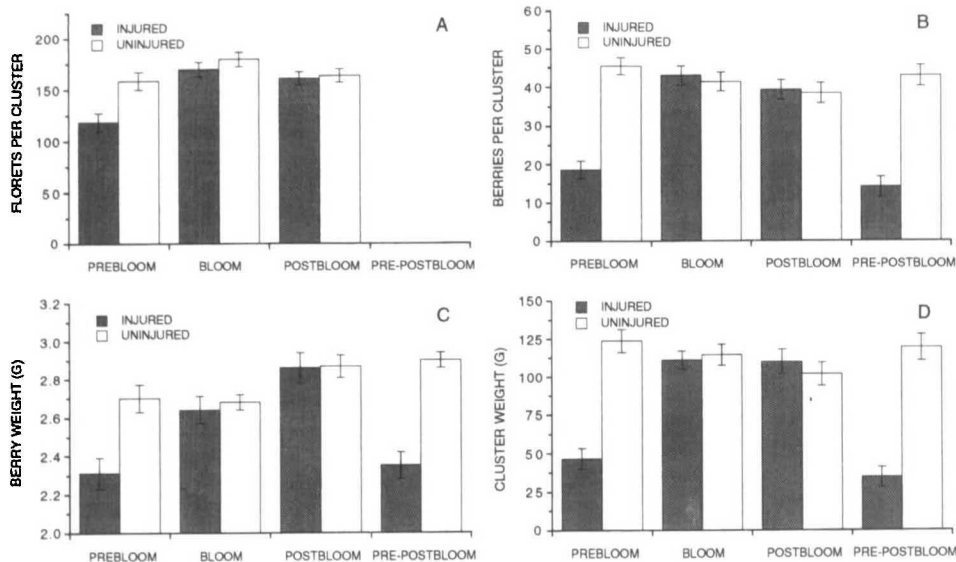 A
INJURED
UNINJURED
FLORETS PER CLUSTER
225
200
150
100
50
0
PREBLOOM
BLOOM
POSTBLOOM
PRE-POSTBLOOM
B
INJURED
UNINJURED
BERRIES PER CLUSTER
60
50
40
30
20
10
0
PREBLOOM
BLOOM
POSTBLOOM
PRE-POSTBLOOM
C
INJURED
UNINJURED
BERRY WEIGHT (G)
3.2
3.0
2.8
2.6
2.4
2.2
2.0
PREBLOOM
BLOOM
POSTBLOOM
PRE-POSTBLOOM
D
INJURED
UNINJURED
CLUSTER WEIGHT (G)
150
125
100
75
50
25
0
PREBLOOM
BLOOM
POSTBLOOM
PRE-POSTBLOOM